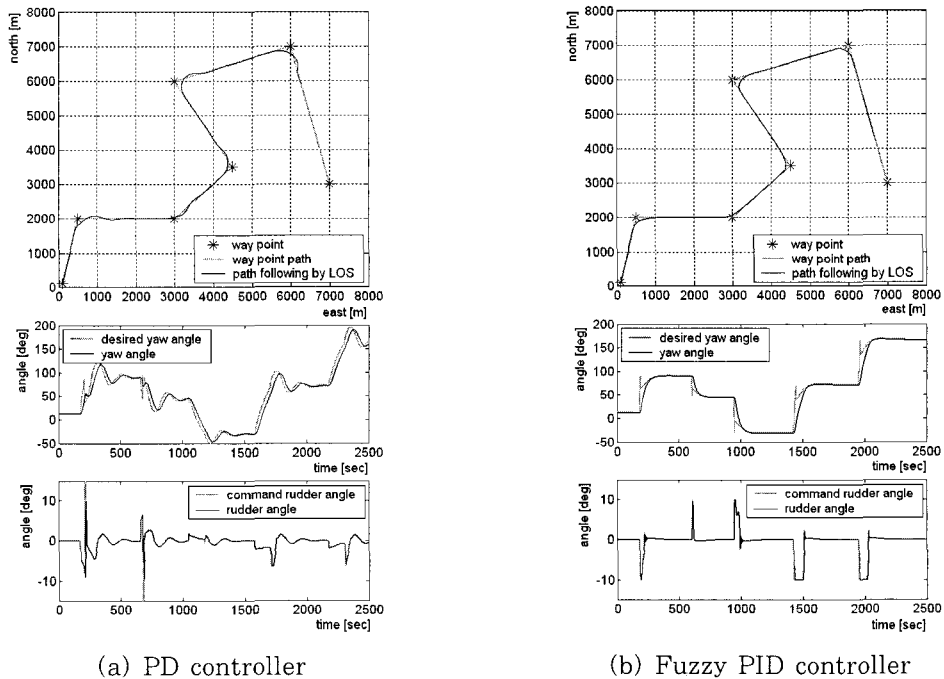 north [m]
8000
7000
6000
5000
4000
3000
2000
1000
0
way point
way point path
path following by LOS
0 1000 2000 3000 4000 5000 6000 7000 8000
east [m]
angle [deg]
200
150
100
50
0
-50
desired yaw angle
yaw angle
0 500 1000 1500 2000 2500
time [sec]
angle [deg]
10
0
-10
command rudder angle
rudder angle
0 500 1000 1500 2000 2500
time [sec]
(a) PD controller
north [m]
8000
7000
6000
5000
4000
3000
2000
1000
0
way point
way point path
path following by LOS
0 1000 2000 3000 4000 5000 6000 7000 8000
east [m]
angle [deg]
200
150
100
50
0
-50
desired yaw angle
yaw angle
0 500 1000 1500 2000 2500
time [sec]
angle [deg]
10
0
-10
command rudder angle
rudder angle
0 500 1000 1500 2000 2500
time [sec]
(b) Fuzzy PID controller